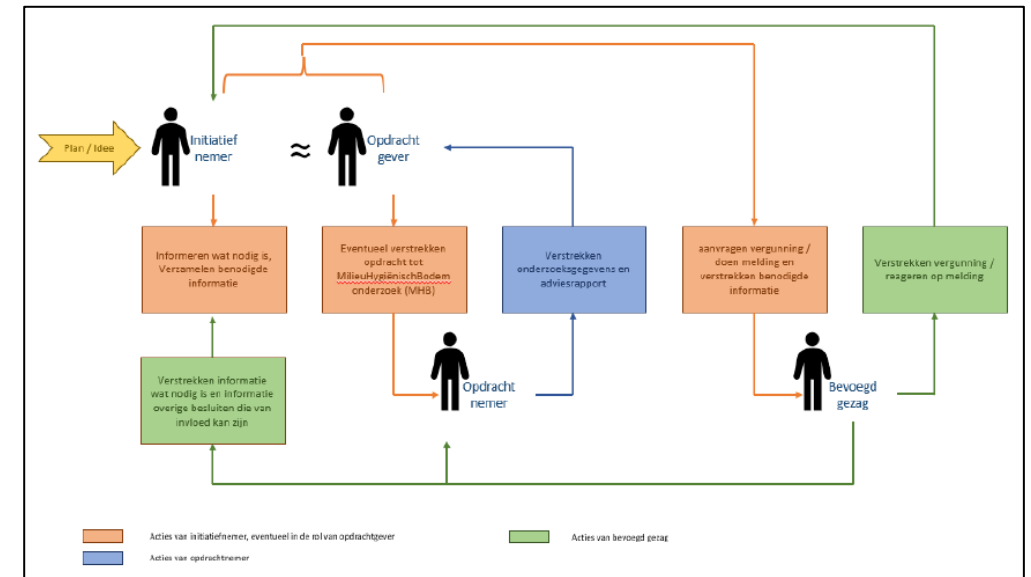 Plan / Idee
Initiatief
nemer
≈
Opdracht
gever
Informeren wat nodig is,
Verzamelen benodigde
informatie
Eventueel verstrekken
opdracht tot
MilieuHygiënischBodem
onderzoek (MHB)
Verstrekken
onderzoeksgegevens en
adviesrapport
aanvragen vergunning /
doen melding en
verstrekken benodigde
informatie
Verstrekken vergunning /
reageren op melding
Verstrekken informatie
wat nodig is en informatie
overige besluiten die van
invloed kan zijn
Opdracht
nemer
Bevoegd
gezag
Acties van initiatiefnemer, eventueel in de rol van opdrachtgever
Acties van bevoegd gezag
Acties van opdrachtnemer